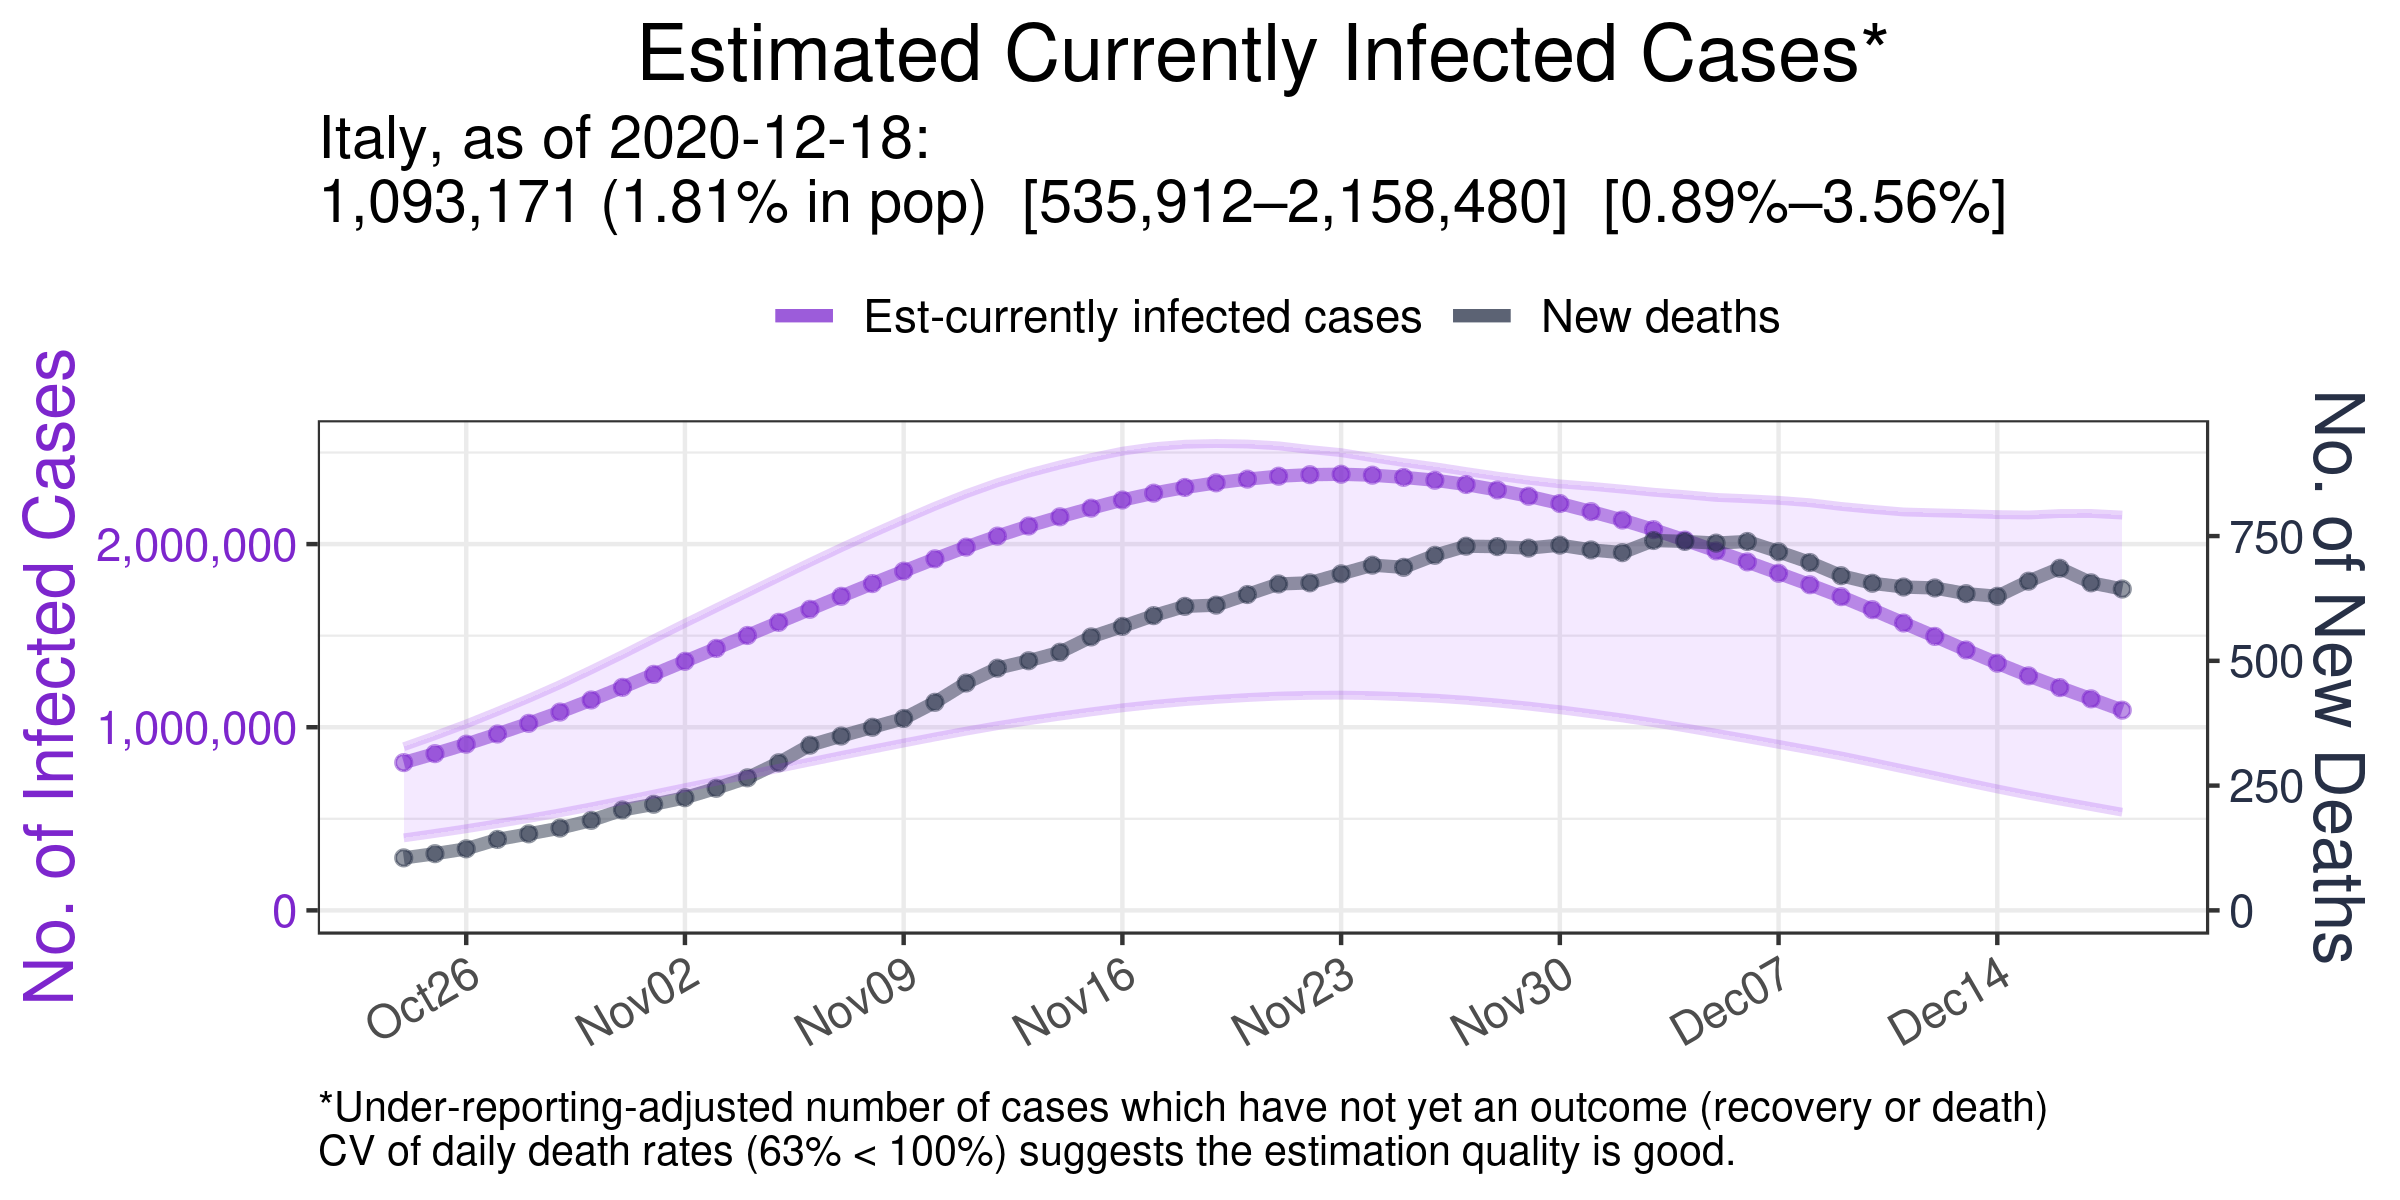 Estimated Currently Infected Cases*
Italy, as of 2020-12-18:
1,093,171 (1.81% in pop)  [535,912–2,158,480]  [0.89%–3.56%]
Est-currently infected cases
New deaths
No. of Infected Cases
2,000,000
1,000,000
0
No. of New Deaths
750
500
250
0
Oct26
Nov02
Nov09
Nov16
Nov23
Nov30
Dec07
Dec14
*Under-reporting-adjusted number of cases which have not yet an outcome (recovery or death)
CV of daily death rates (63% < 100%) suggests the estimation quality is good.